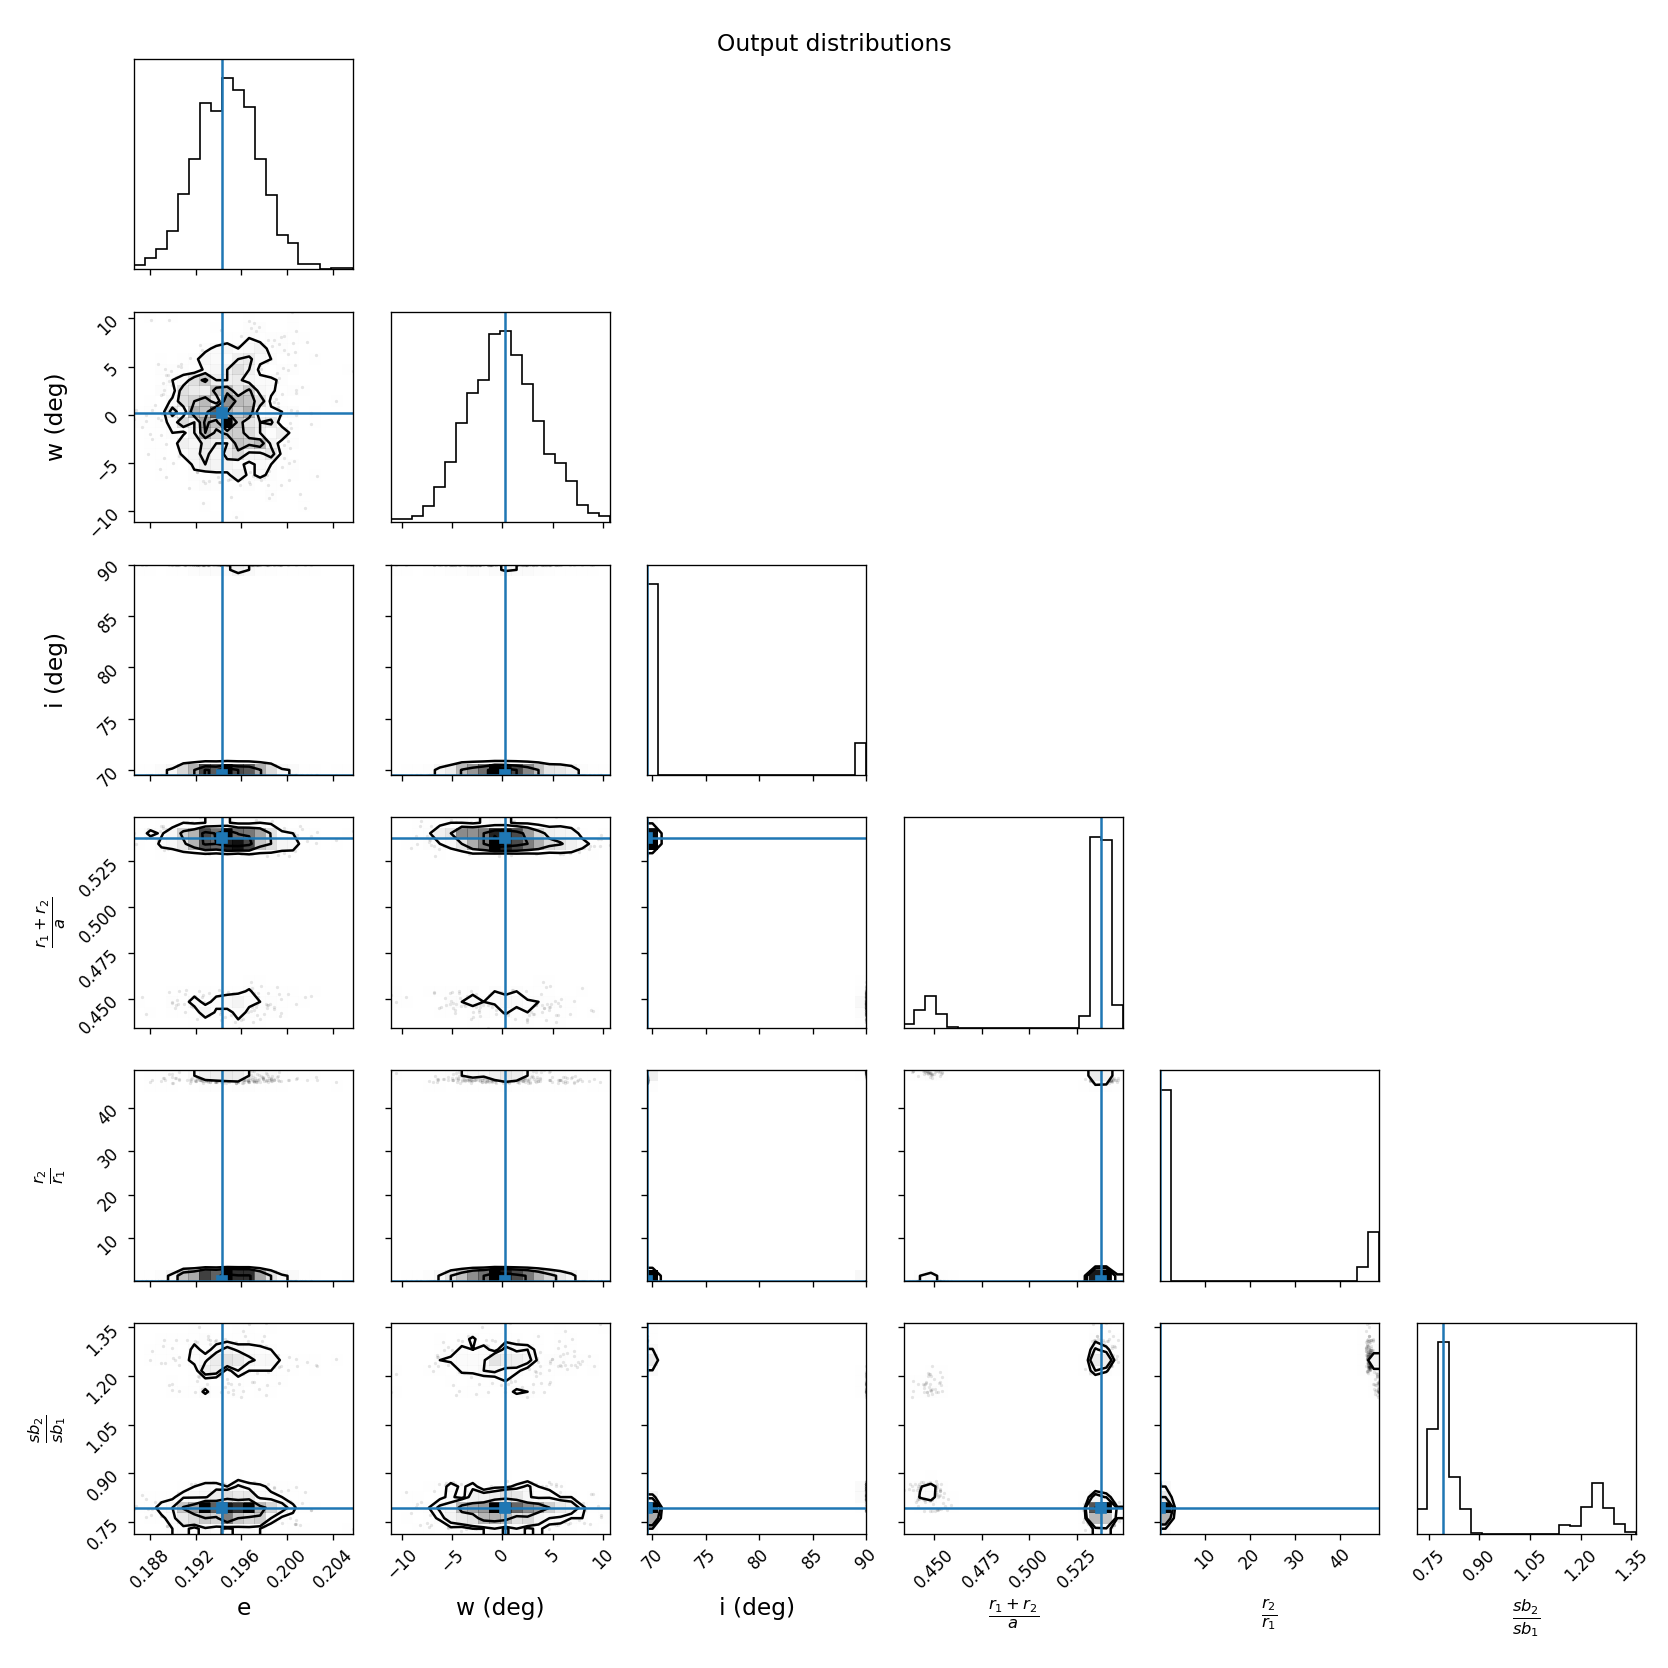 Output distributions
w (deg)
10
5
0
−5
−10
i (deg)
90
85
80
75
70
r₁ + r₂
a
0.525
0.500
0.475
0.450
r₂
r₁
40
30
20
10
sb₂
sb₁
1.35
1.20
1.05
0.90
0.75
0.188 0.192 0.196 0.200 0.204 −10 −5 0 5 10 70 75 80 85 90 0.450 0.475 0.500 0.525 10 20 30 40 0.75 0.90 1.05 1.20 1.35
e w (deg) i (deg)
r₁ + r₂
a
r₂
r₁
sb₂
sb₁